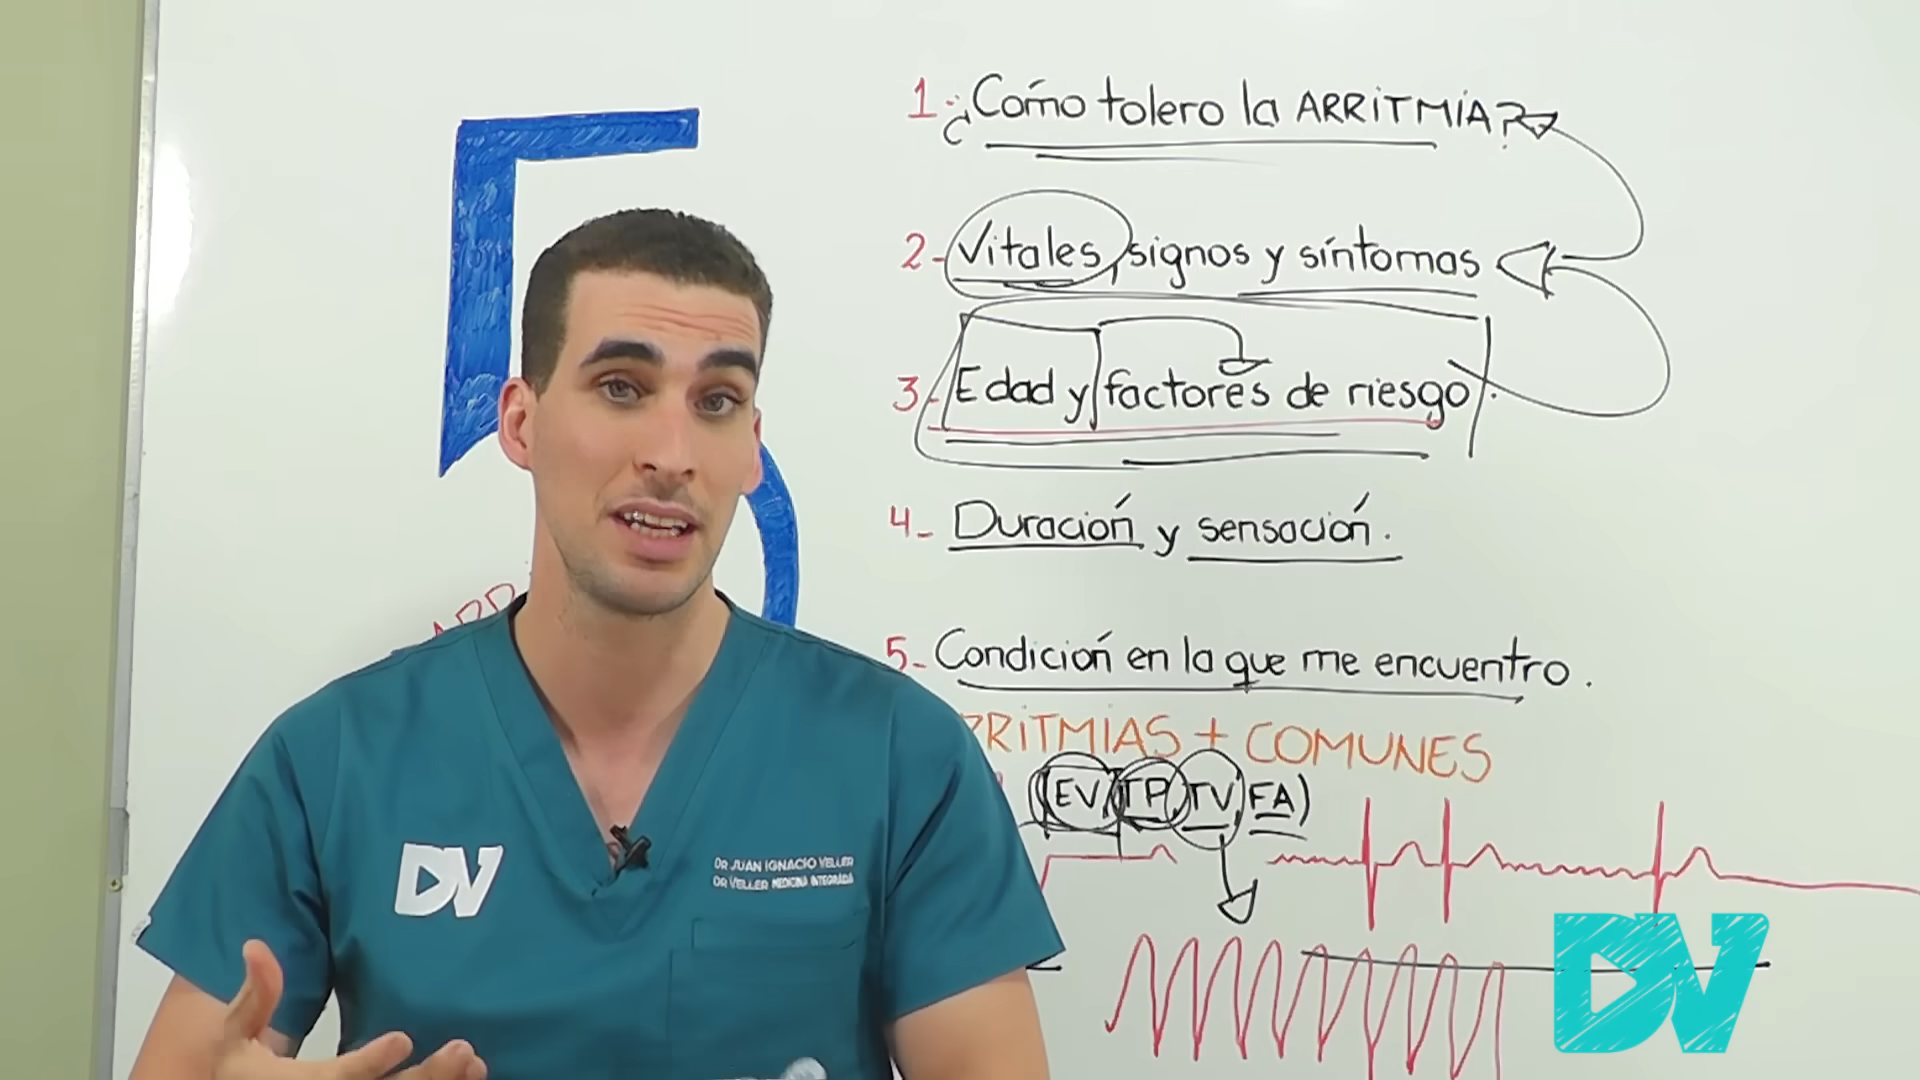 1-¿Cómo tolero la ARRITMIA?
2-Vitales, signos y síntomas
3-Edad y factores de riesgo.
4- Duración y sensación.
5-Condición en la que me encuentro.
ARR
RRITMIAS + COMUNES
(EV, TP, TV, FA)
DV
DR JUAN IGNACIO VELLER
DR VELLER MEDICINA INTEGRADA
DV